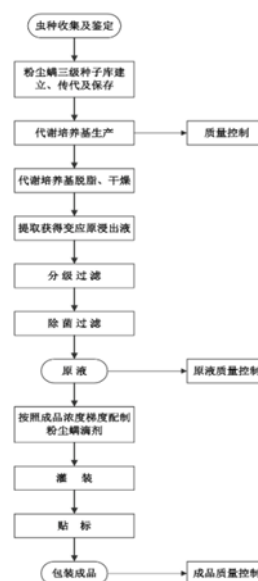 虫种收集及鉴定
粉尘螨三级种子库建
立、传代及保存
代谢培养基生产
质量控制
代谢培养基脱脂、干燥
提取获得变应原浸出液
分级过滤
除菌过滤
原液
原液质量控制
按照成品浓度梯度配制
粉尘螨滴剂
灌 装
贴 标
包装成品
成品质量控制